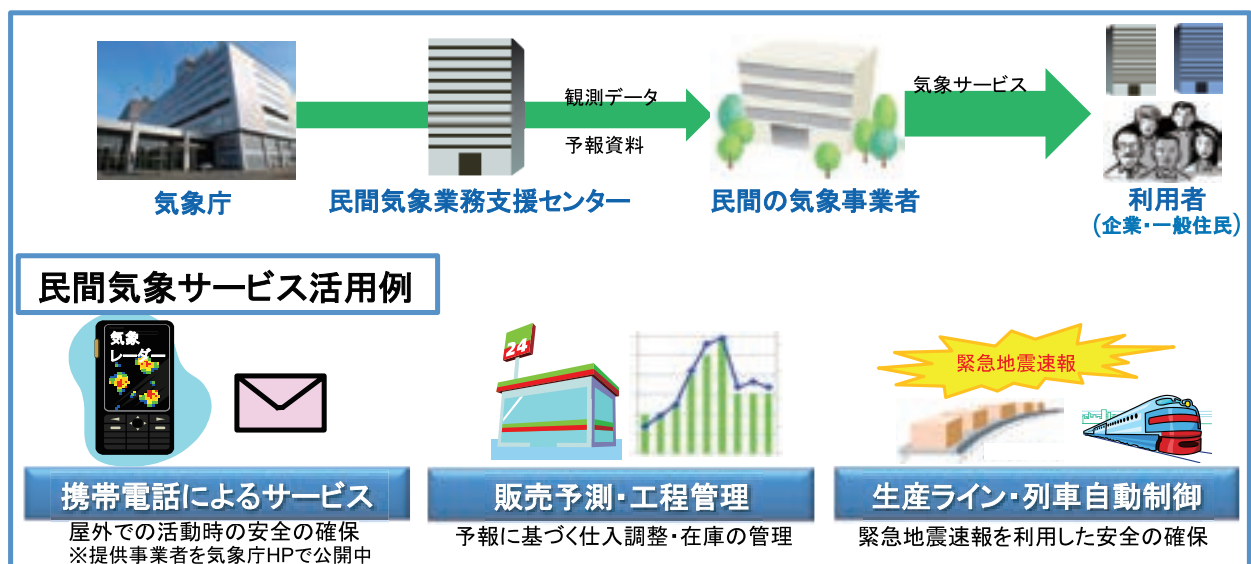 観測データ
予報資料
気象サービス
気象庁
民間気象業務支援センター
民間の気象事業者
利用者
(企業・一般住民)
民間気象サービス活用例
気象
レーダー
24
緊急地震速報
携帯電話によるサービス
屋外での活動時の安全の確保
※提供事業者を気象庁HPで公開中
販売予測・工程管理
予報に基づく仕入調整・在庫の管理
生産ライン・列車自動制御
緊急地震速報を利用した安全の確保